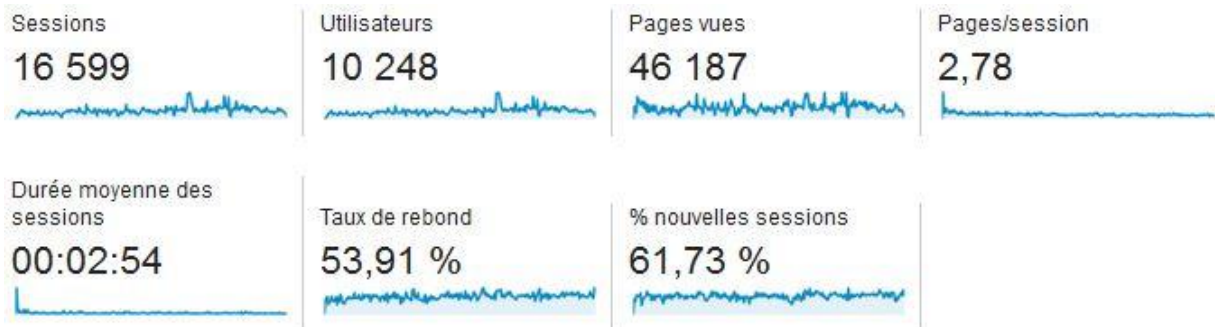 Sessions
16 599
Utilisateurs
10 248
Pages vues
46 187
Pages/session
2,78
Durée moyenne des
sessions
00:02:54
Taux de rebond
53,91 %
% nouvelles sessions
61,73 %